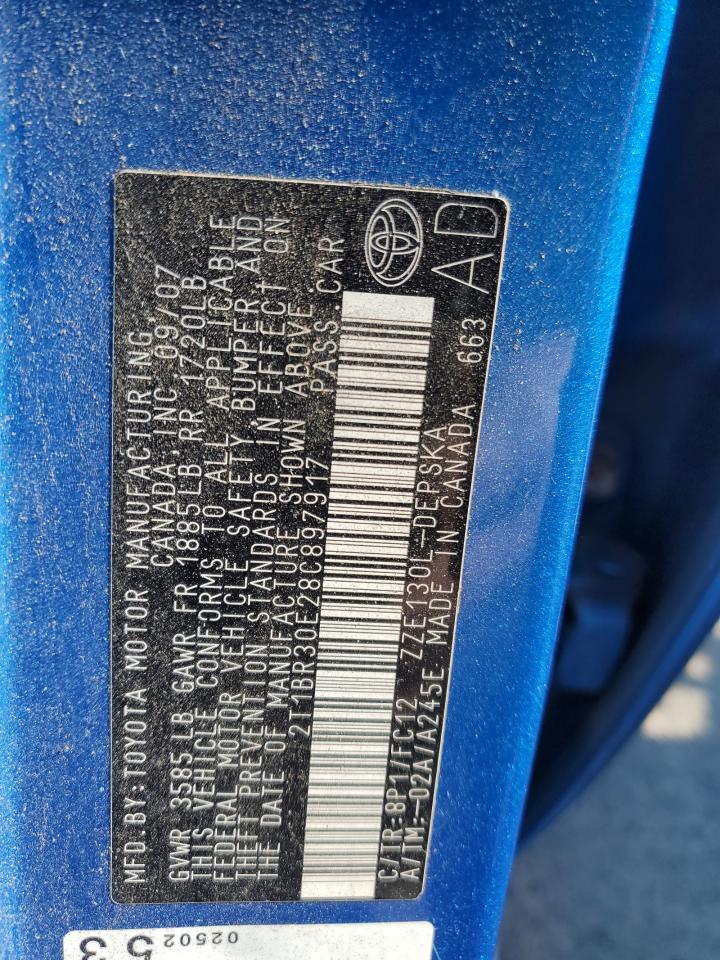 MFD.BY:TOYOTA MOTOR MANUFACTURING
CANADA,INC 09/07
GVWR 3585LB GAWR FR 1885LB RR 1720LB
THIS VEHICLE CONFORMS TO ALL APPLICABLE
FEDERAL MOTOR VEHICLE SAFETY, BUMPER, AND
THEFT PREVENTION STANDARDS IN EFFECT ON
THE DATE OF MANUFACTURE SHOWN ABOVE.
2T1BR30E28C897917 PASS.CAR
C/TR:8F1/FC12 ZZE130L-DEPSKA
A/TM:-02A/A245E MADE IN CANADA 663
AD
02502
53